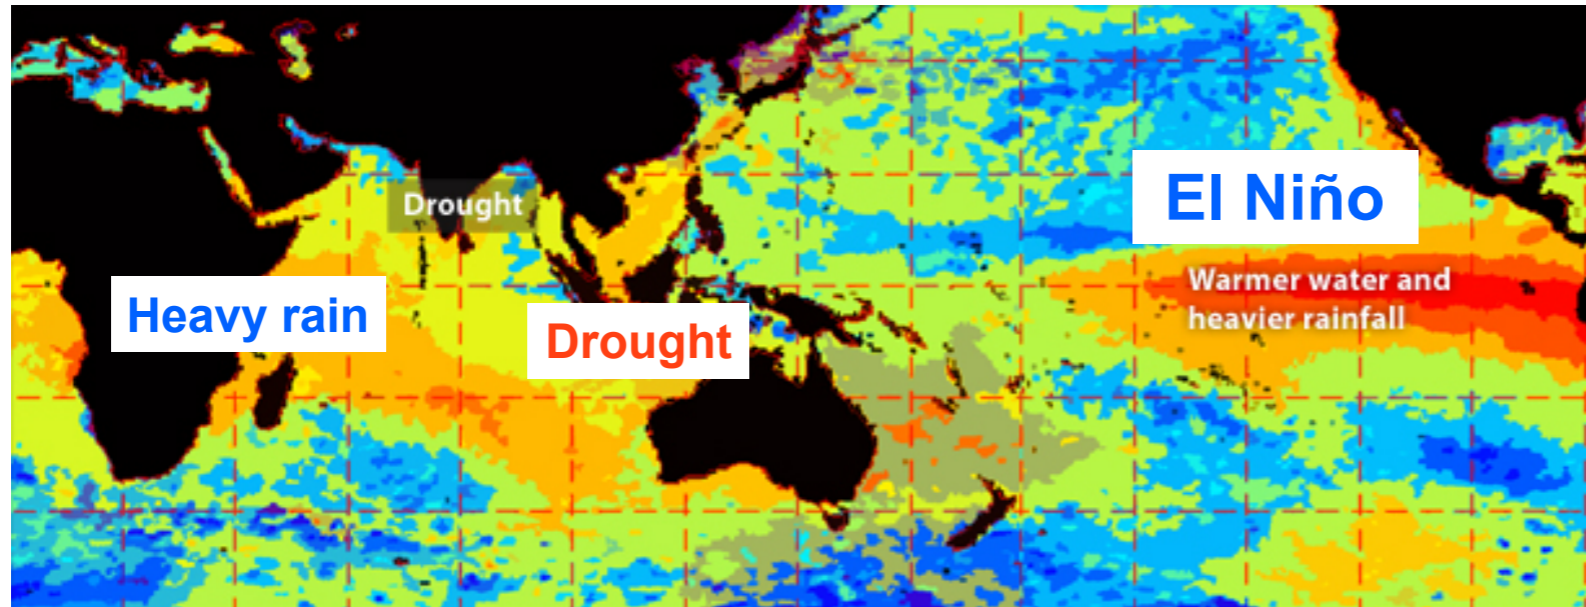 El Niño
Drought
Warmer water and
heavier rainfall
Heavy rain
Drought